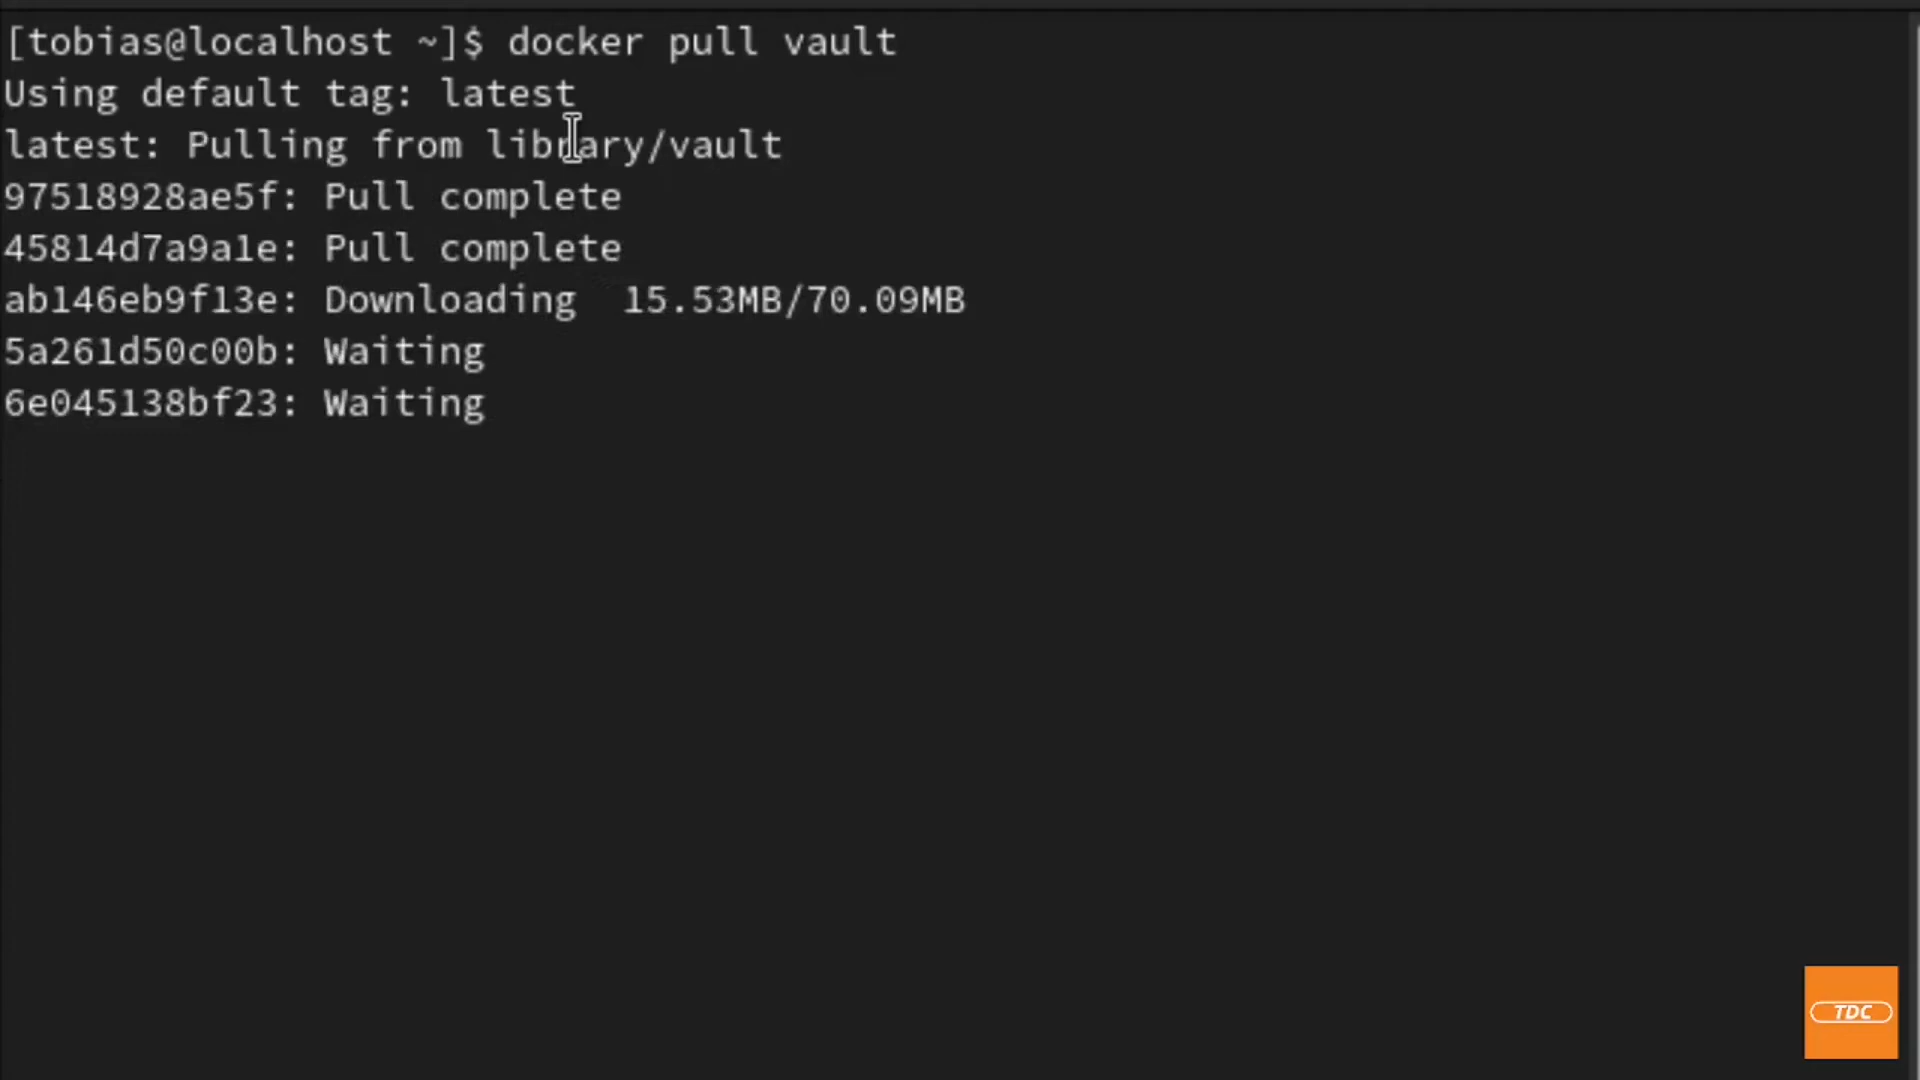 [tobias@localhost ~]$ docker pull vault
Using default tag: latest
latest: Pulling from library/vault
97518928ae5f: Pull complete
45814d7a9a1e: Pull complete
ab146eb9f13e: Downloading  15.53MB/70.09MB
5a261d50c00b: Waiting
6e045138bf23: Waiting
TDC